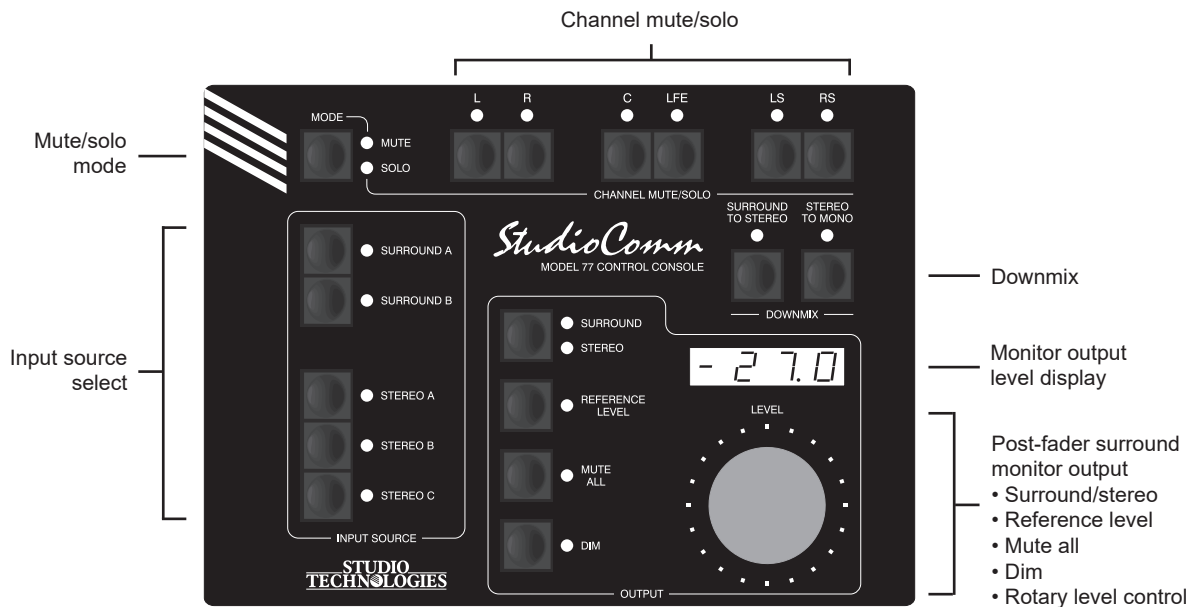 Channel mute/solo
Mute/solo
mode
MODE
MUTE
SOLO
L
R
C
LFE
LS
RS
CHANNEL MUTE/SOLO
SURROUND
TO STEREO
STEREO
TO MONO
DOWNMIX
Downmix
StudioComm
MODEL 77 CONTROL CONSOLE
Input source
select
SURROUND A
SURROUND B
STEREO A
STEREO B
STEREO C
INPUT SOURCE
STUDIO
TECHNOLOGIES
SURROUND
STEREO
REFERENCE
LEVEL
MUTE
ALL
DIM
- 27.0
LEVEL
OUTPUT
Monitor output
level display
Post-fader surround
monitor output
• Surround/stereo
• Reference level
• Mute all
• Dim
• Rotary level control